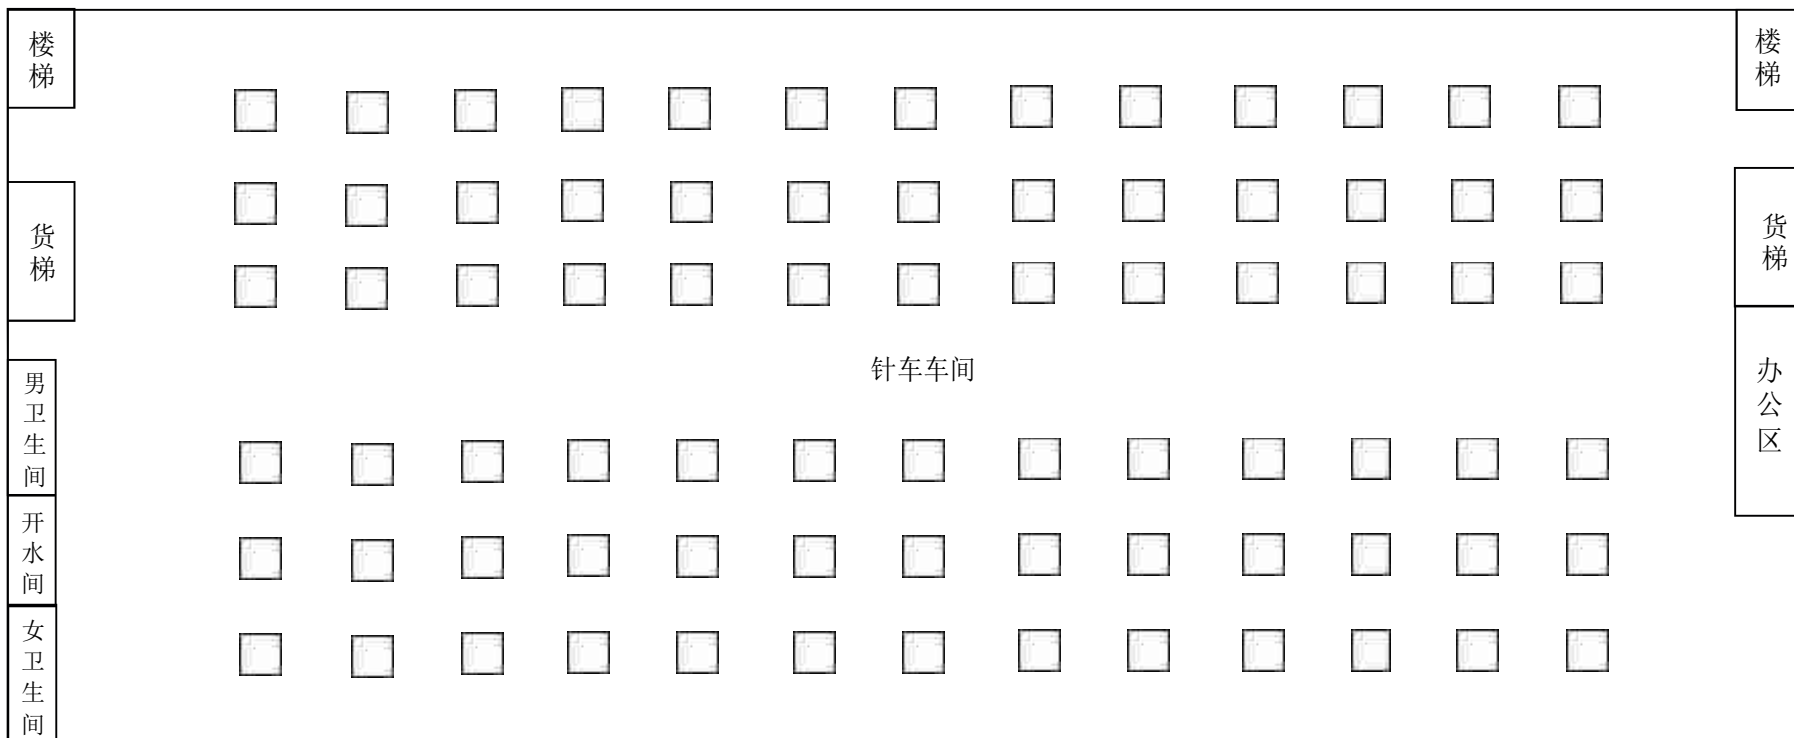 楼梯
楼梯
货梯
货梯
针车车间
男卫生间
办公区
开水间
女卫生间